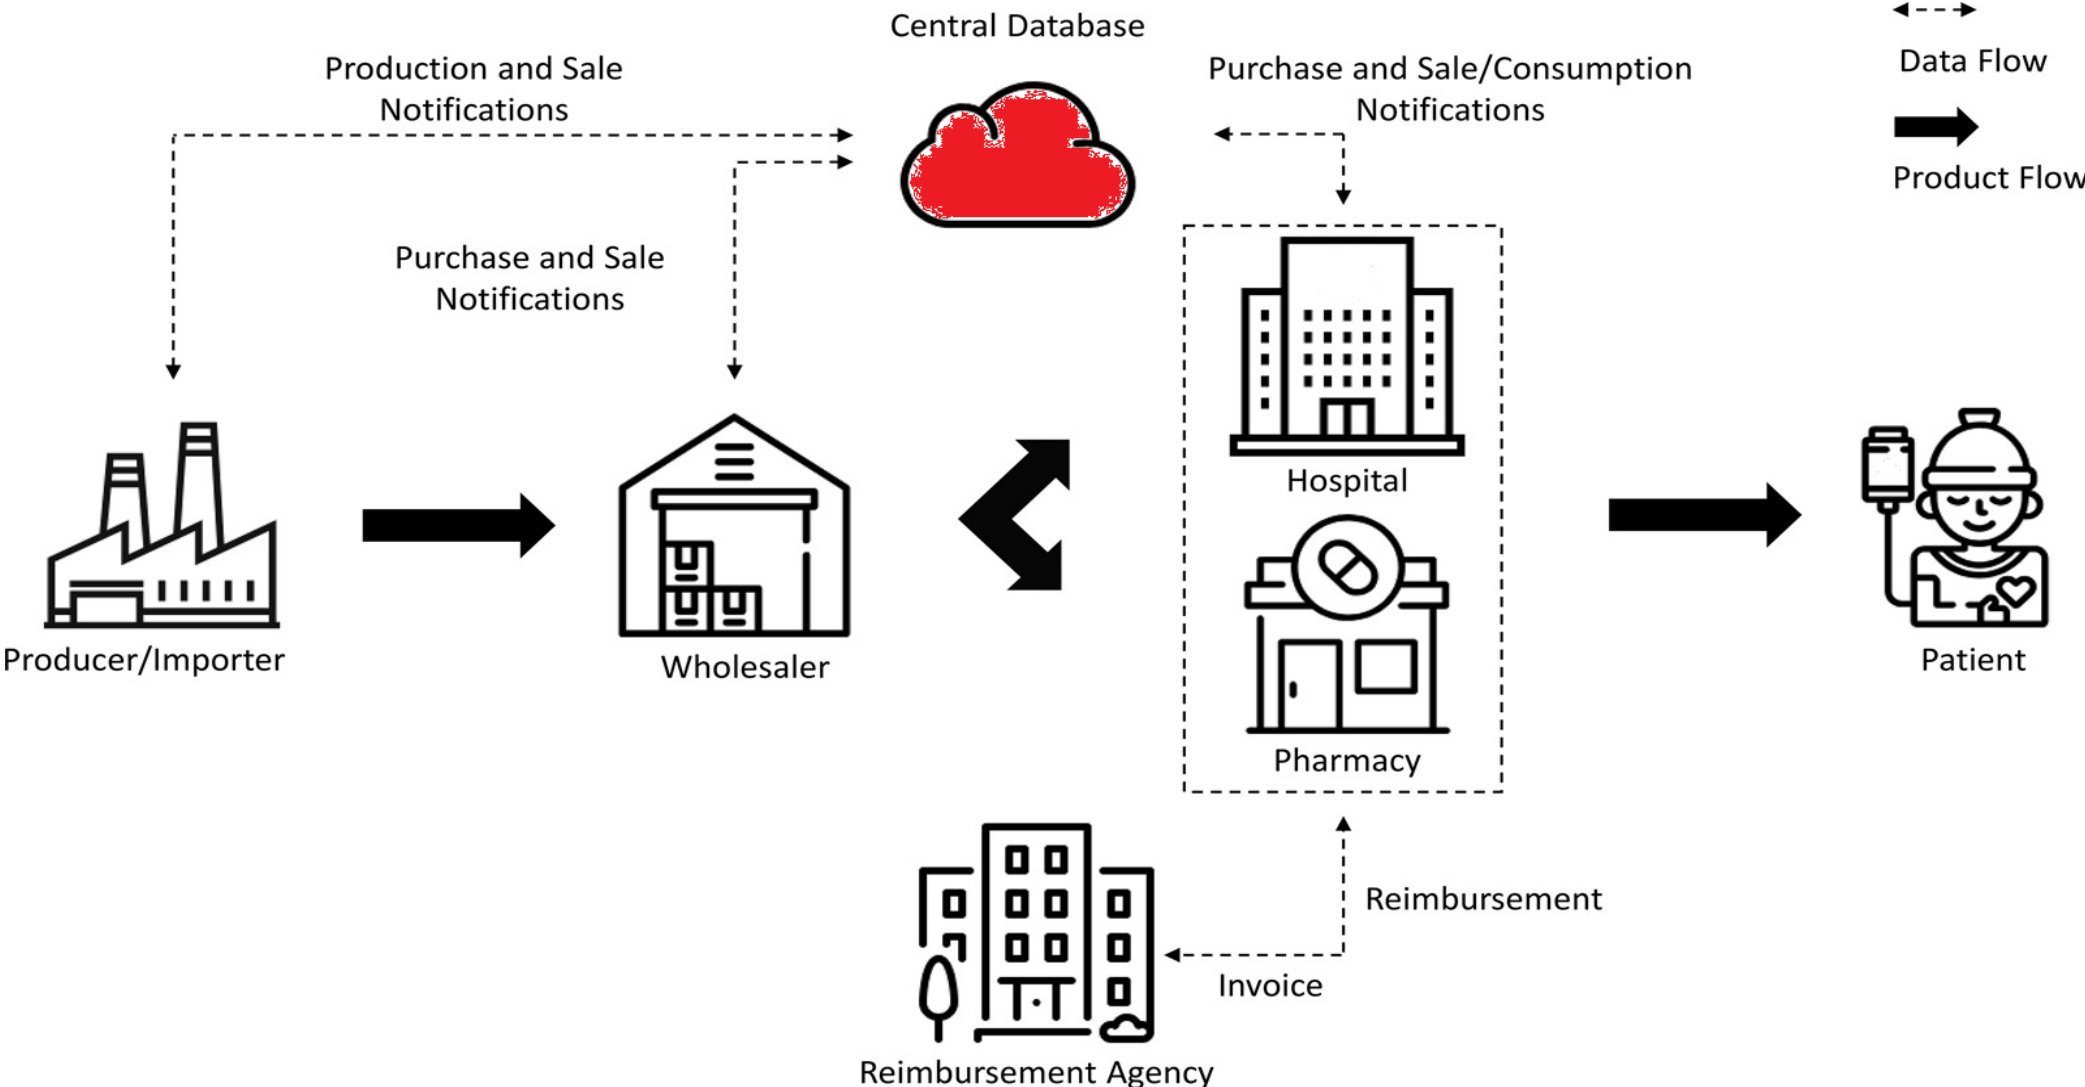 Central Database
Production and Sale
Notifications
Purchase and Sale/Consumption
Notifications
Data Flow
Product Flow
Purchase and Sale
Notifications
Hospital
Producer/Importer
Wholesaler
Pharmacy
Patient
Reimbursement
Invoice
Reimbursement Agency